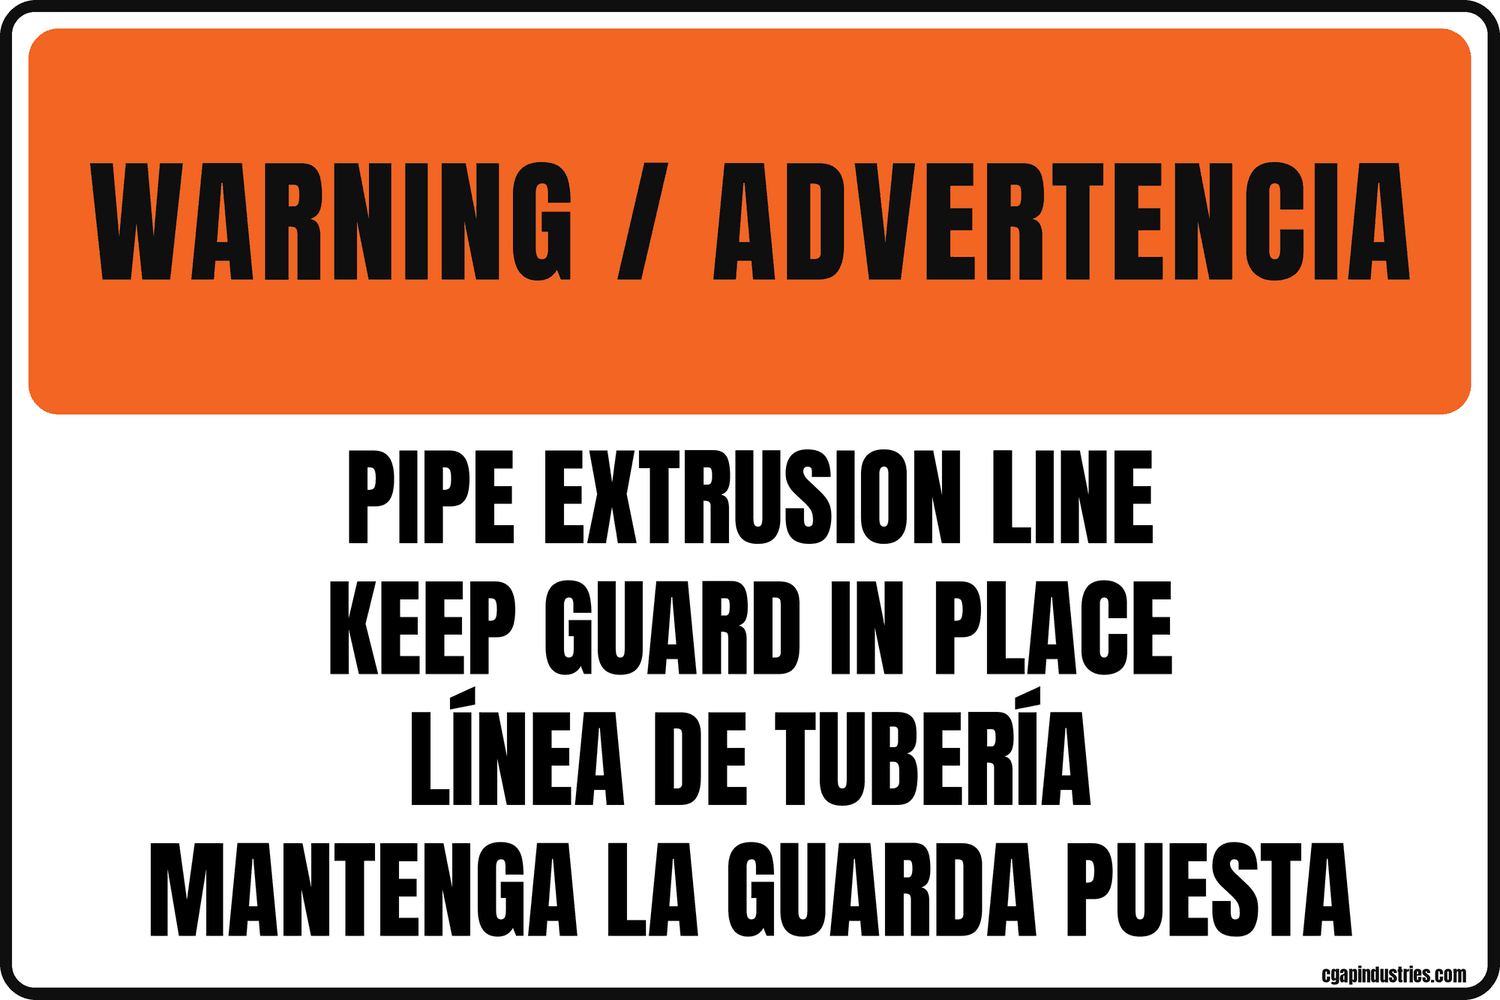 WARNING / ADVERTENCIA
PIPE EXTRUSION LINE
KEEP GUARD IN PLACE
LÍNEA DE TUBERÍA
MANTENGA LA GUARDA PUESTA
cgapindustries.com